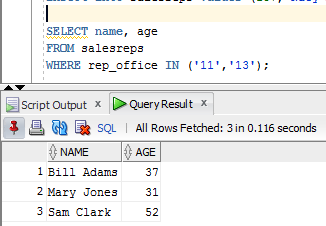 SELECT name, age
FROM salesreps
WHERE rep_office IN ('11','13');
Script Output x Query Result x
SQL | All Rows Fetched: 3 in 0.116 seconds
NAME AGE
1 Bill Adams 37
2 Mary Jones 31
3 Sam Clark 52